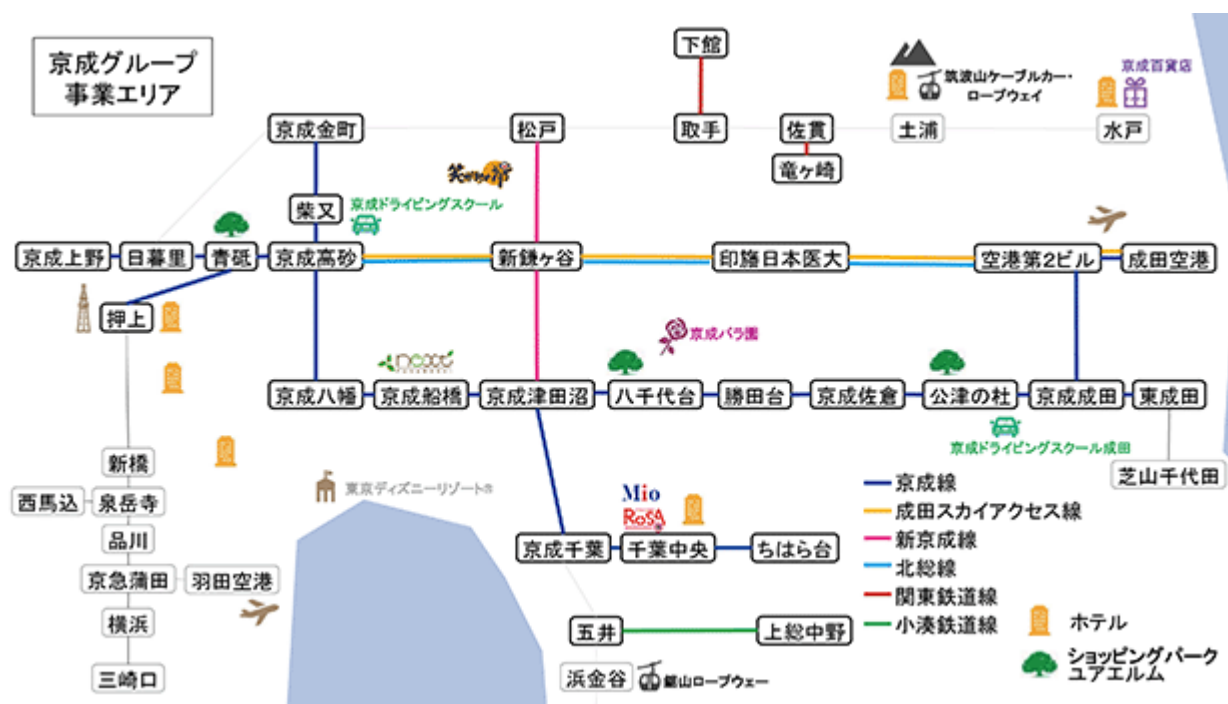 京成グループ
事業エリア
下館
筑波山ケーブルカー・
ロープウェイ
京成百貨店
京成金町
松戸
取手
佐貫
土浦
水戸
竜ヶ崎
柴又
京成ドライビングスクール
京成上野
日暮里
青砥
京成高砂
新鎌ヶ谷
印旛日本医大
空港第2ビル
成田空港
押上
京成バラ園
京成八幡
京成船橋
京成津田沼
八千代台
勝田台
京成佐倉
公津の杜
京成成田
東成田
京成ドライビングスクール成田
新橋
西馬込
泉岳寺
東京ディズニーリゾート®
芝山千代田
京成線
成田スカイアクセス線
新京成線
北総線
関東鉄道線
小湊鉄道線
Mio
ROSA
品川
京成千葉
千葉中央
ちはら台
京急蒲田
羽田空港
横浜
五井
上総中野
ホテル
ショッピングパーク
ユアエルム
三崎口
浜金谷
鋸山ロープウェー